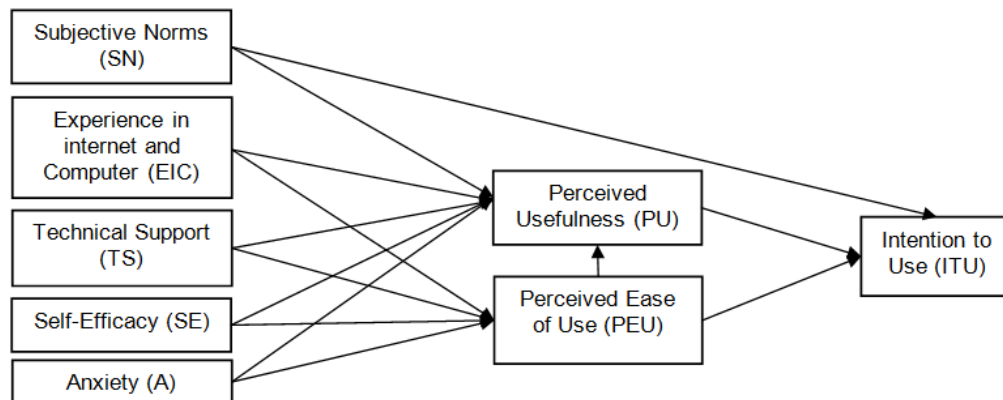 Subjective Norms
(SN)
Experience in
internet and
Computer (EIC)
Technical Support
(TS)
Self-Efficacy (SE)
Anxiety (A)
Perceived
Usefulness (PU)
Perceived Ease
of Use (PEU)
Intention to
Use (ITU)